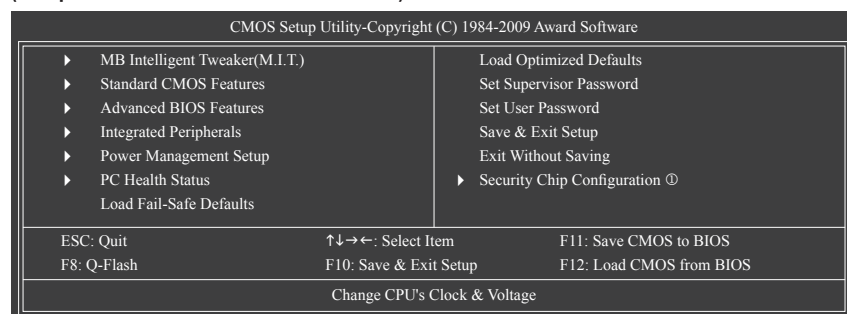 CMOS Setup Utility-Copyright (C) 1984-2009 Award Software
▶ MB Intelligent Tweaker(M.I.T.)
▶ Standard CMOS Features
▶ Advanced BIOS Features
▶ Integrated Peripherals
▶ Power Management Setup
▶ PC Health Status
Load Fail-Safe Defaults
Load Optimized Defaults
Set Supervisor Password
Set User Password
Save & Exit Setup
Exit Without Saving
▶ Security Chip Configuration ①
ESC: Quit
↑↓→←: Select Item
F11: Save CMOS to BIOS
F8: Q-Flash
F10: Save & Exit Setup
F12: Load CMOS from BIOS
Change CPU's Clock & Voltage